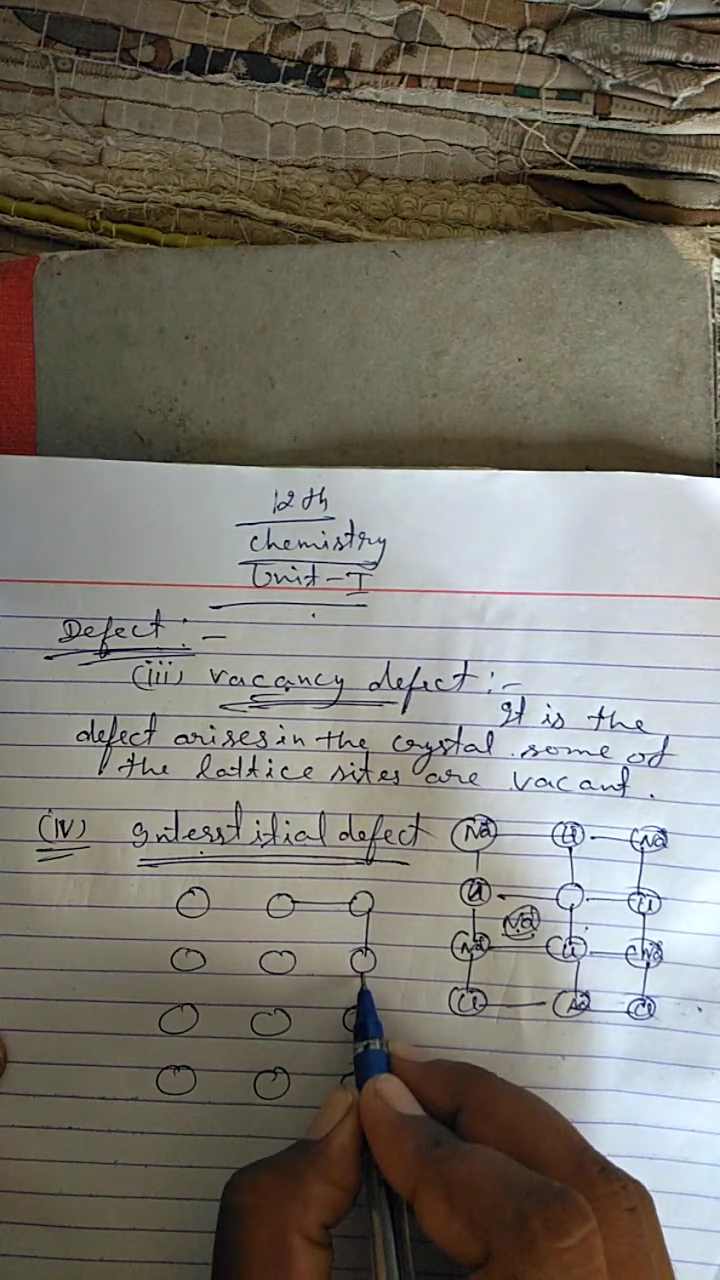 12th
chemistry
Unit - I
Defect : -
(iii) vacancy defect : -
It is the
defect arises in the crystal some of
the lattice sites are vacant.
(IV) Intersstitial defect
Na Cl Na
Cl Cl
Na
Na Cl Na
Cl Na Cl